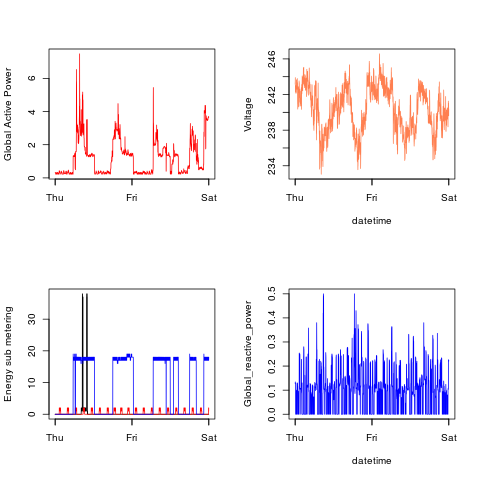 Global Active Power
6
4
2
0
Thu Fri Sat
Voltage
246
242
238
234
Thu Fri Sat
datetime
Energy sub metering
30
20
10
0
Thu Fri Sat
Global_reactive_power
0.5
0.4
0.3
0.2
0.1
0.0
Thu Fri Sat
datetime